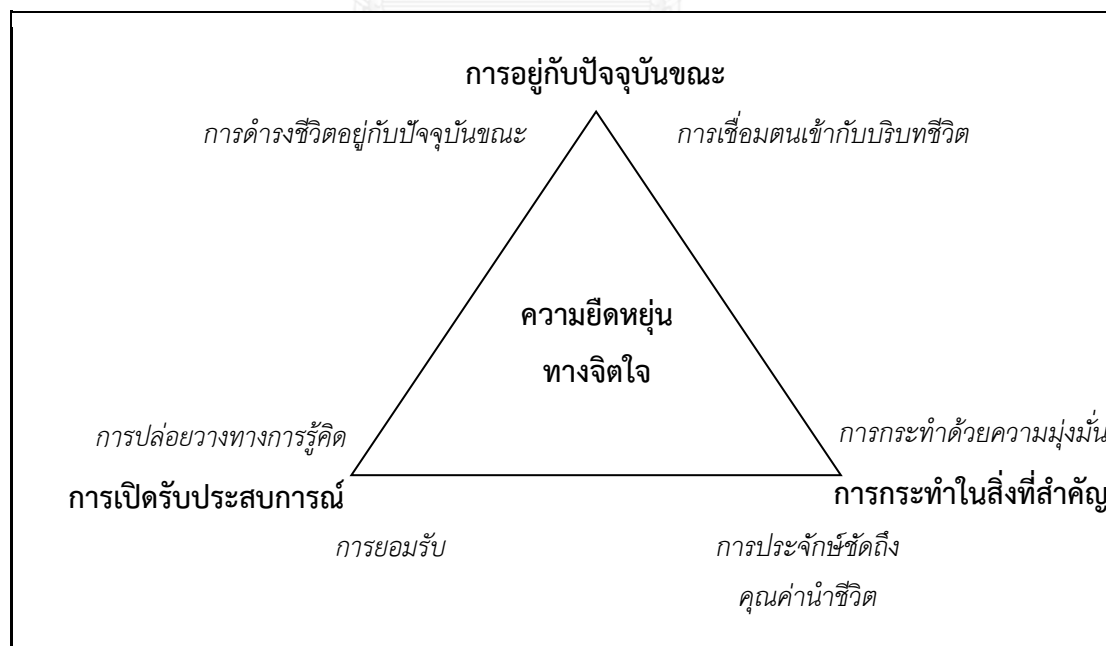 การอยู่กับปัจจุบันขณะ
การดำรงชีวิตอยู่กับปัจจุบันขณะ
การเชื่อมตนเข้ากับบริบทชีวิต
ความยืดหยุ่น
ทางจิตใจ
การปล่อยวางทางการรู้คิด
การกระทำด้วยความมุ่งมั่น
การเปิดรับประสบการณ์
การกระทำในสิ่งที่สำคัญ
การยอมรับ
การประจักษ์ชัดถึง
คุณค่านำชีวิต